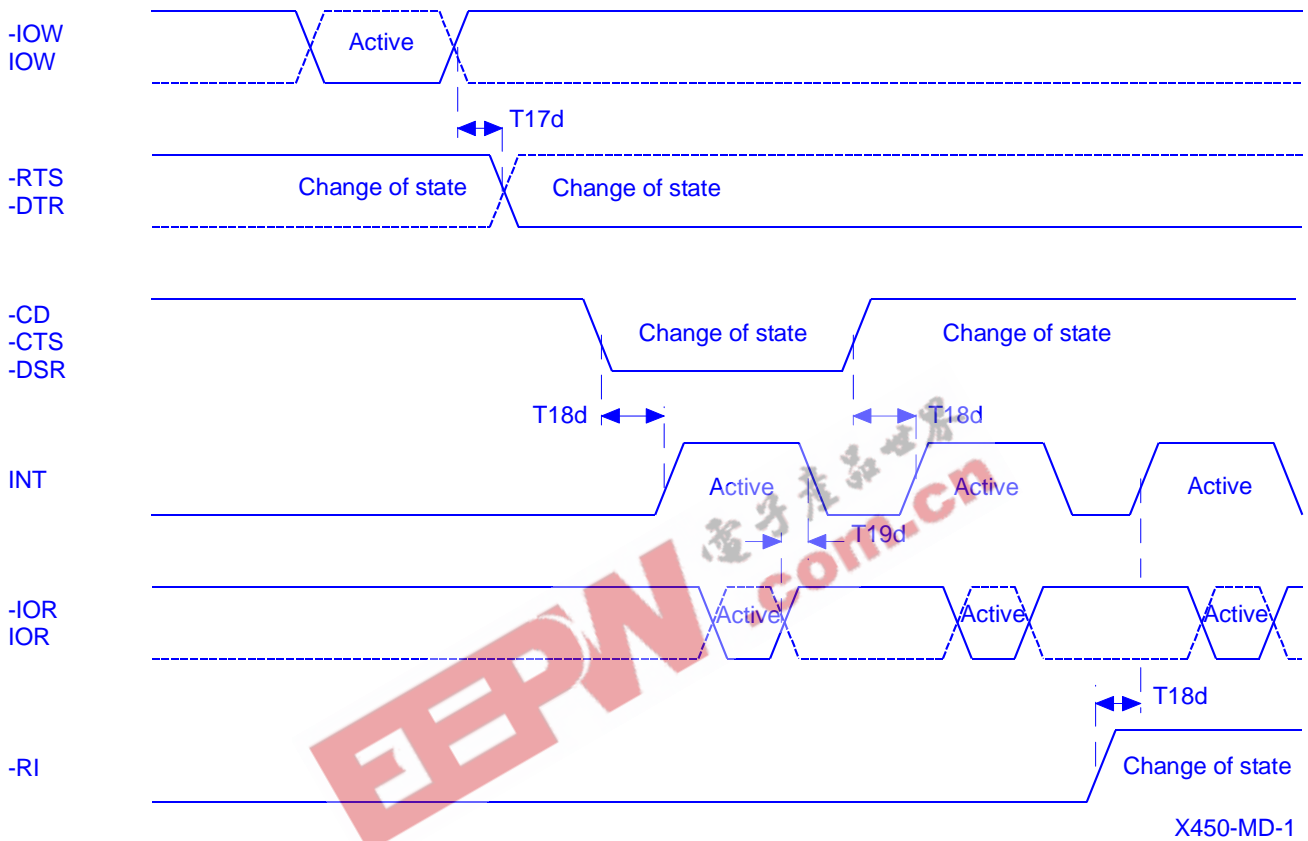 -IOW
IOW
Active
T17d
-RTS
-DTR
Change of state
Change of state
-CD
-CTS
-DSR
Change of state
Change of state
T18d
T18d
INT
Active
Active
Active
T19d
-IOR
IOR
Active
Active
Active
T18d
-RI
Change of state
X450-MD-1
電子產品世界
EEPW.com.cn